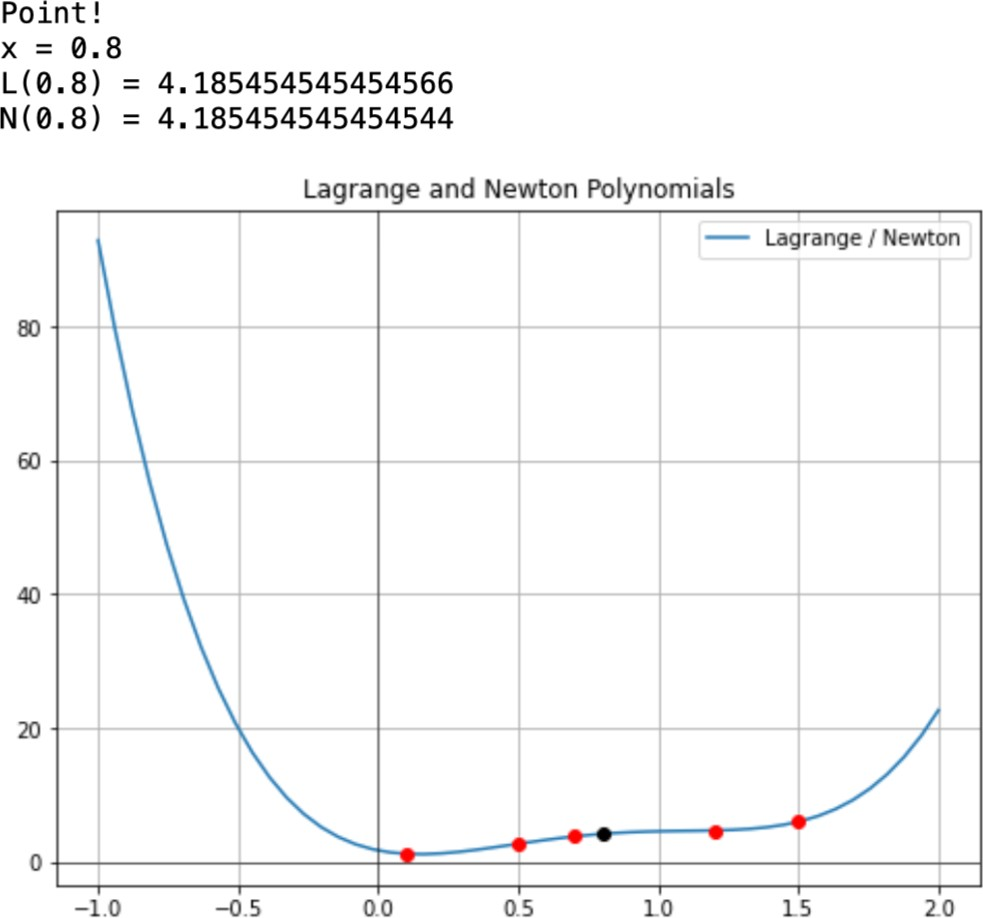 Point!
x = 0.8
L(0.8) = 4.185454545454566
N(0.8) = 4.185454545454544
Lagrange and Newton Polynomials
Lagrange / Newton
80
60
40
20
0
−1.0 −0.5 0.0 0.5 1.0 1.5 2.0